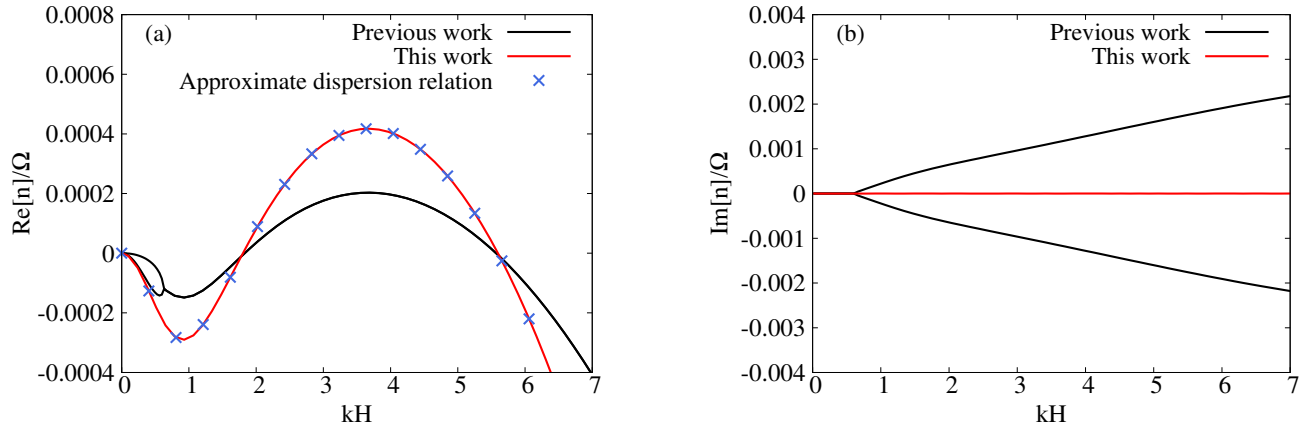 0.0008
0.0006
0.0004
0.0002
0
-0.0002
-0.0004
0 1 2 3 4 5 6 7
Re[n]/Ω
kH
(a)
Previous work
This work
Approximate dispersion relation
0.004
0.003
0.002
0.001
0
-0.001
-0.002
-0.003
-0.004
0 1 2 3 4 5 6 7
Im[n]/Ω
kH
(b)
Previous work
This work